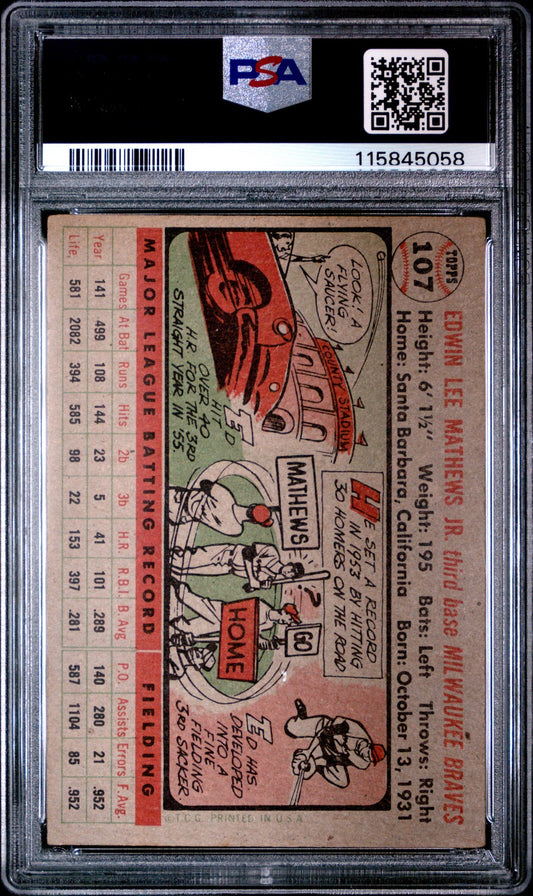 PSA
115845058
TOPPS
107
EDWIN LEE MATHEWS JR. third base MILWAUKEE BRAVES
Height: 6' 1½" Weight: 195 Bats: Left Throws: Right
Home: Santa Barbara, California Born: October 13, 1931
LOOK! A
FLYING
SAUCER!
COUNTY STADIUM
ED
HIT
OVER 40
H.R. FOR THE 3RD
STRAIGHT YEAR IN '55
HE SET A RECORD
IN 1953 BY HITTING
30 HOMERS ON THE ROAD
MATHEWS
GO
HOME
ED HAS
DEVELOPED
INTO A
FINE
FIELDING
3RD SACKER
©T.C.G. PRINTED IN U.S.A.
MAJOR LEAGUE BATTING RECORD FIELDING
Games At Bat Runs Hits 2b 3b H.R. R.B.I. B. Avg. P.O. Assists Errors F. Avg.
Year 141 499 108 144 23 5 41 101 .289 140 280 21 .952
Life 581 2082 394 585 98 22 153 397 .281 587 1104 85 .952